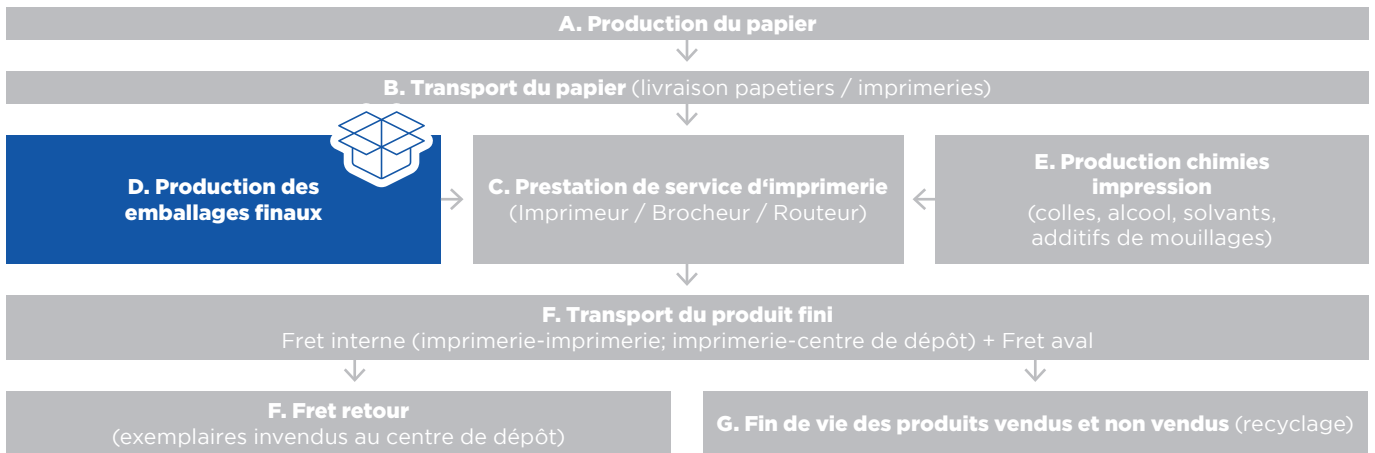 A. Production du papier
B. Transport du papier (livraison papetiers / imprimeries)
D. Production des
emballages finaux
C. Prestation de service d‘imprimerie
(Imprimeur / Brocheur / Routeur)
E. Production chimies
impression
(colles, alcool, solvants,
additifs de mouillages)
F. Transport du produit fini
Fret interne (imprimerie-imprimerie; imprimerie-centre de dépôt) + Fret aval
F. Fret retour
(exemplaires invendus au centre de dépôt)
G. Fin de vie des produits vendus et non vendus (recyclage)